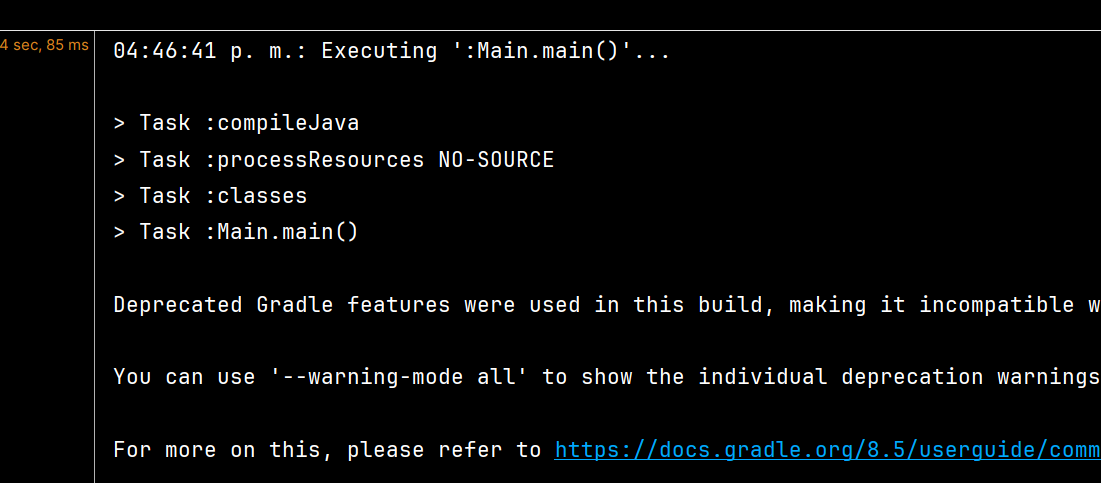 4 sec, 85 ms
04:46:41 p. m.: Executing ':Main.main()'...
> Task :compileJava
> Task :processResources NO-SOURCE
> Task :classes
> Task :Main.main()
Deprecated Gradle features were used in this build, making it incompatible
You can use '--warning-mode all' to show the individual deprecation warnings
For more on this, please refer to https://docs.gradle.org/8.5/userguide/comm